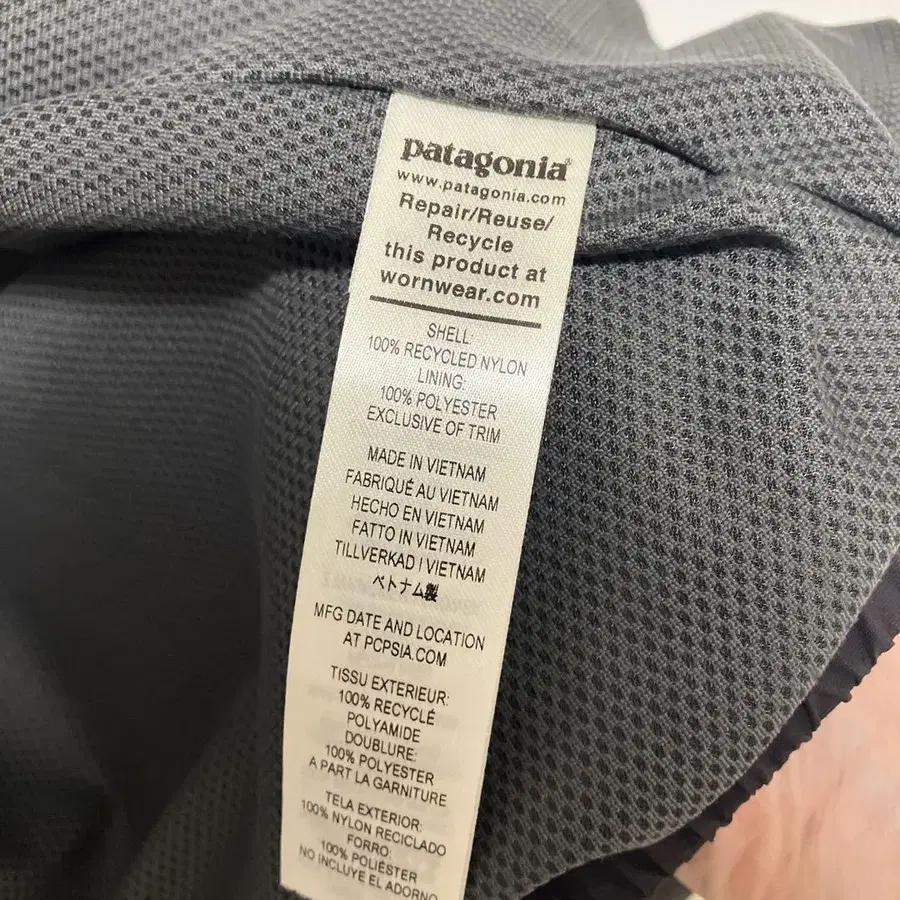 patagonia®
www.patagonia.com
Repair/Reuse/
Recycle
this product at
wornwear.com
SHELL:
100% RECYCLED NYLON
LINING:
100% POLYESTER
EXCLUSIVE OF TRIM
MADE IN VIETNAM
FABRIQUÉ AU VIETNAM
HECHO EN VIETNAM
FATTO IN VIETNAM
TILLVERKAD I VIETNAM
ベトナム製
MFG DATE AND LOCATION
AT PCPSIA.COM
TISSU EXTERIEUR:
100% RECYCLÉ
POLYAMIDE
DOUBLURE:
100% POLYESTER
A PART LA GARNITURE
TELA EXTERIOR:
100% NYLON RECICLADO
FORRO:
100% POLIÉSTER
NO INCLUYE EL ADORNO